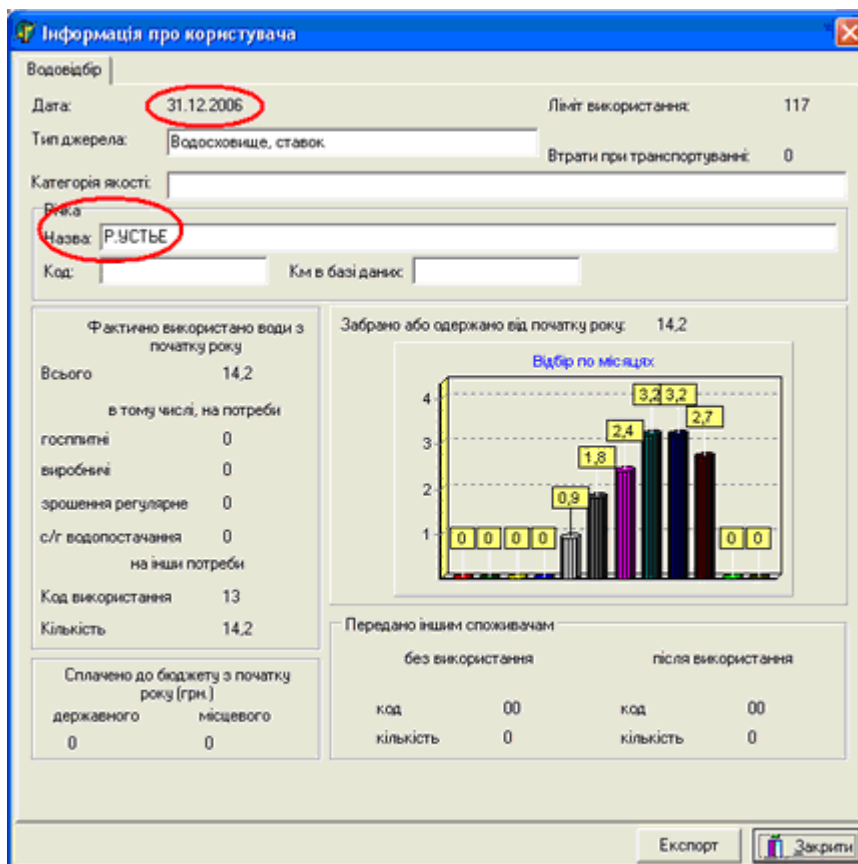 Інформація про користувача
Водовідбір
Дата: 31.12.2006 Ліміт використання: 117
Тип джерела: Водосховище, ставок
Втрати при транспортуванні: 0
Категорія якості:
Річка
Назва: Р.УСТЬЕ
Код: Км в базі даних:
Фактично використано води з
початку року
Всього 14,2
в тому числі, на потреби
госппитні 0
виробничі 0
зрошення регулярне 0
с/г водопостачання 0
на інши потреби
Код використання 13
Кількість 14,2
Сплачено до бюджету з початку
року (грн.)
державного місцевого
0 0
Забрано або одержано від початку року: 14,2
Відбір по місяцях
4
3
2
1
0 0 0 0 0,9 1,8 2,4 3,2 3,2 2,7 0 0
Передано іншим споживачам
без використання після використання
код 00 код 00
кількість 0 кількість 0
Експорт Закрити